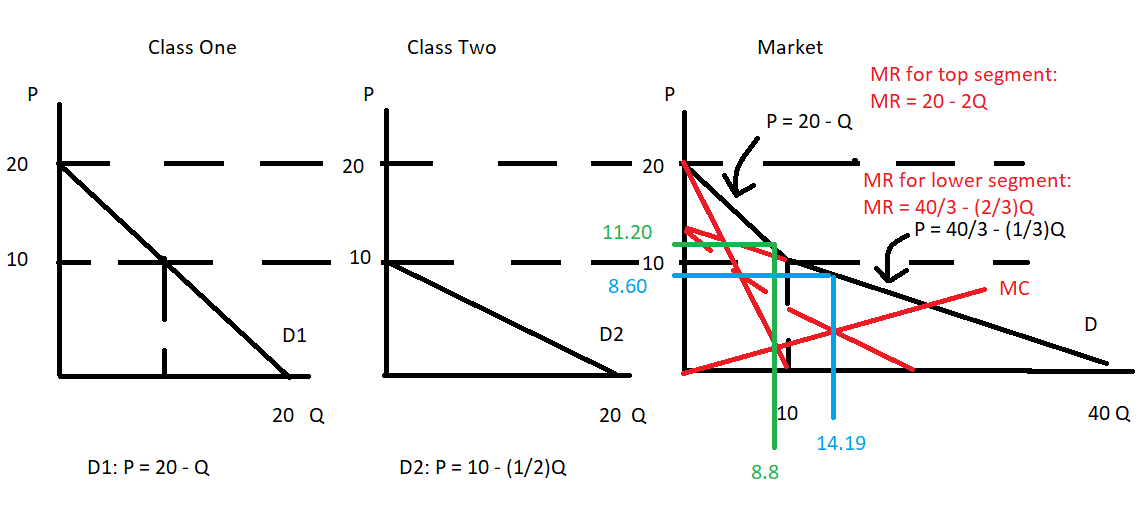 Class One
Class Two
Market
MR for top segment:
MR = 20 - 2Q
P
P
P
P = 20 - Q
20
20
20
MR for lower segment:
MR = 40/3 - (2/3)Q
P = 40/3 - (1/3)Q
11.20
10
10
10
8.60
MC
D1
D2
D
20 Q
20 Q
10
40 Q
14.19
8.8
D1: P = 20 - Q
D2: P = 10 - (1/2)Q